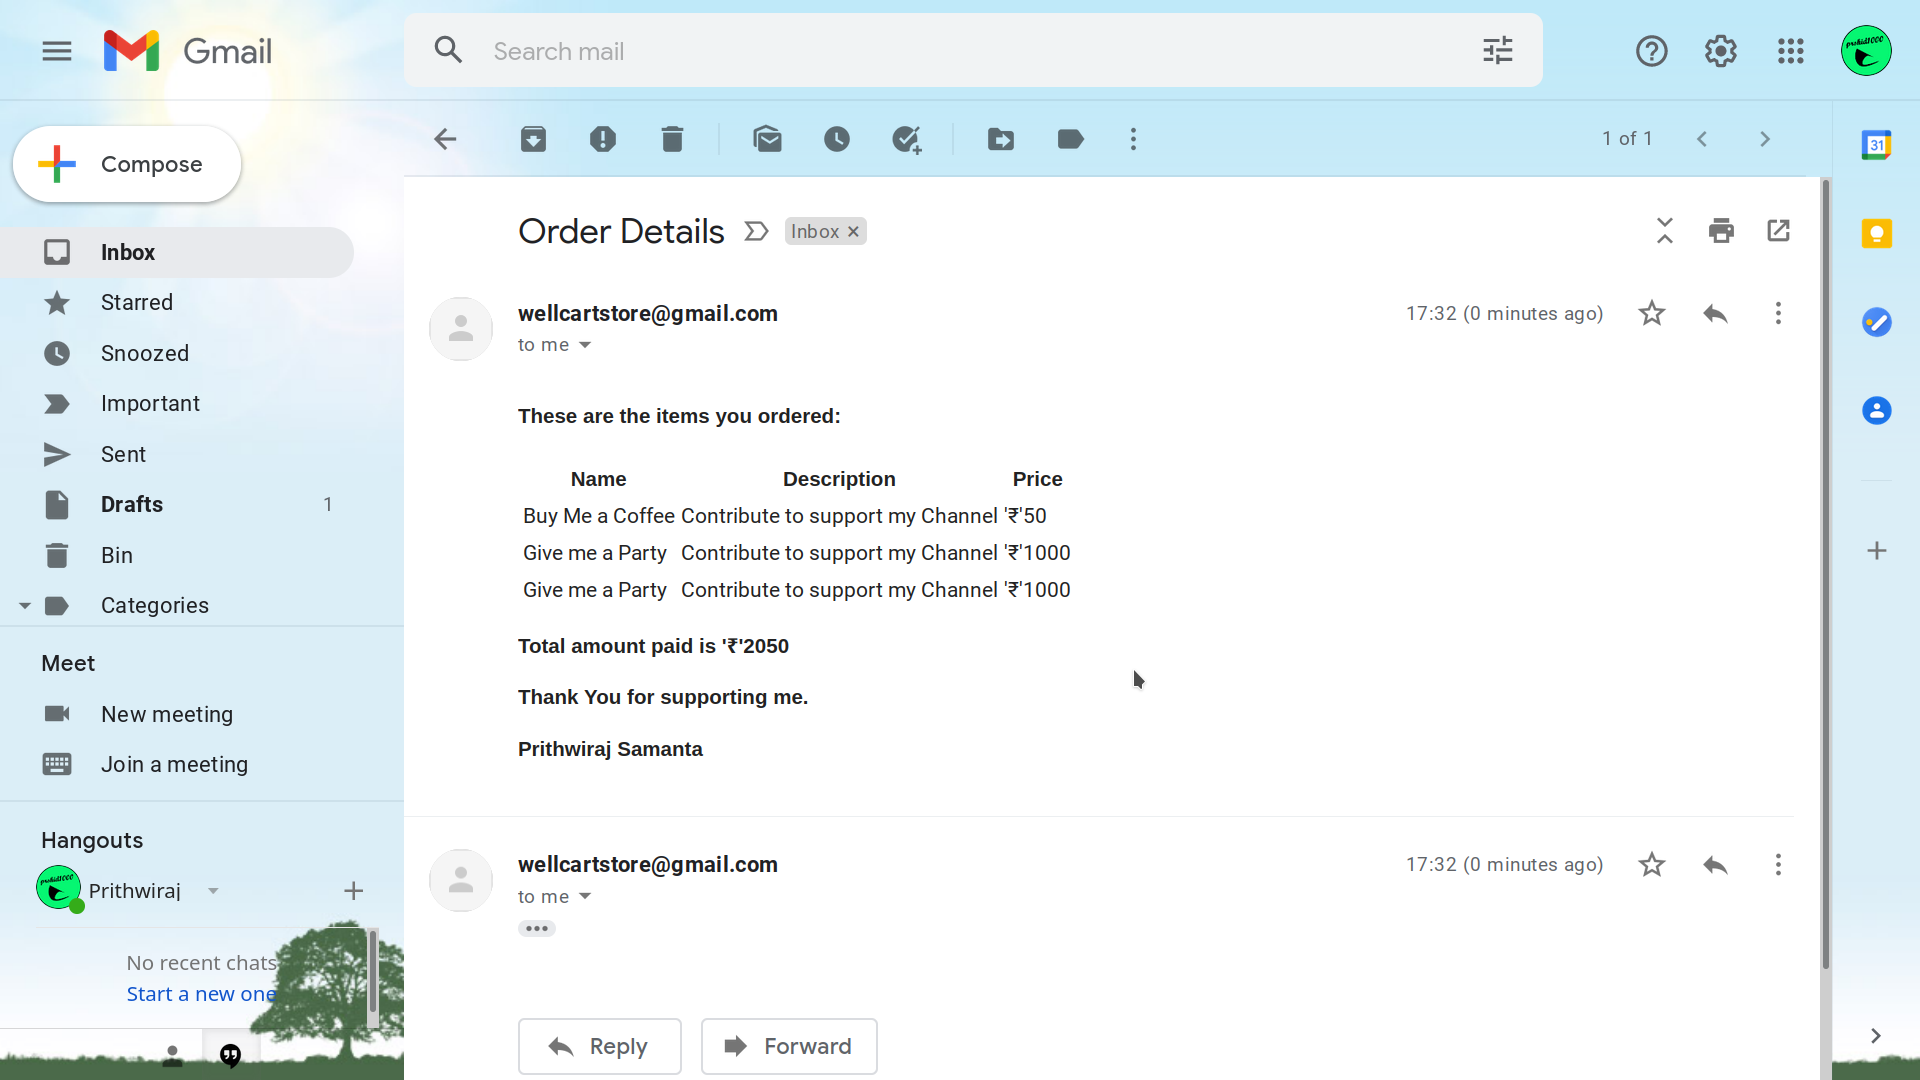 Gmail
Search mail
Compose
1 of 1
31
Inbox
Starred
Snoozed
Important
Sent
Drafts 1
Bin
Categories
Meet
New meeting
Join a meeting
Hangouts
Prithwiraj
No recent chats
Start a new one
Order Details
Inbox ×
wellcartstore@gmail.com
17:32 (0 minutes ago)
to me
These are the items you ordered:
Name Description Price
Buy Me a Coffee Contribute to support my Channel '₹'50
Give me a Party Contribute to support my Channel '₹'1000
Give me a Party Contribute to support my Channel '₹'1000
Total amount paid is '₹'2050
Thank You for supporting me.
Prithwiraj Samanta
wellcartstore@gmail.com
17:32 (0 minutes ago)
to me
Reply
Forward